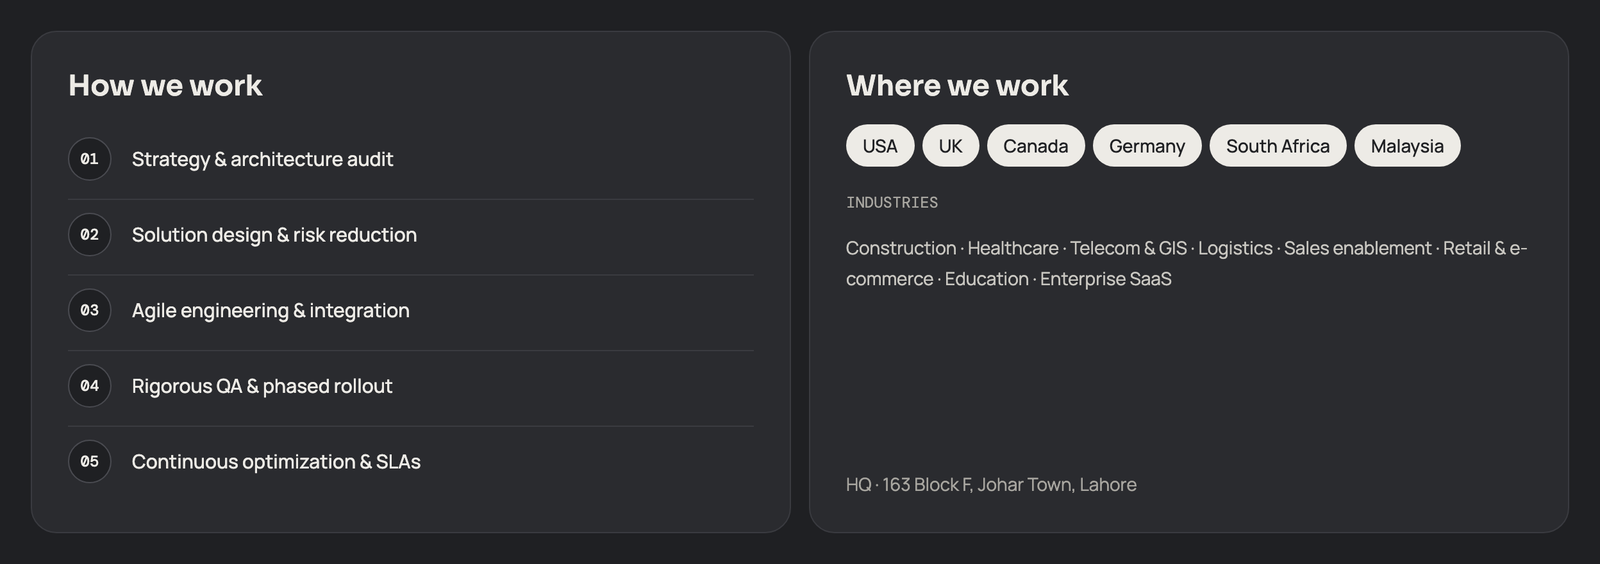 How we work
01 Strategy & architecture audit
02 Solution design & risk reduction
03 Agile engineering & integration
04 Rigorous QA & phased rollout
05 Continuous optimization & SLAs
Where we work
USA UK Canada Germany South Africa Malaysia
INDUSTRIES
Construction · Healthcare · Telecom & GIS · Logistics · Sales enablement · Retail & e-
commerce · Education · Enterprise SaaS
HQ · 163 Block F, Johar Town, Lahore